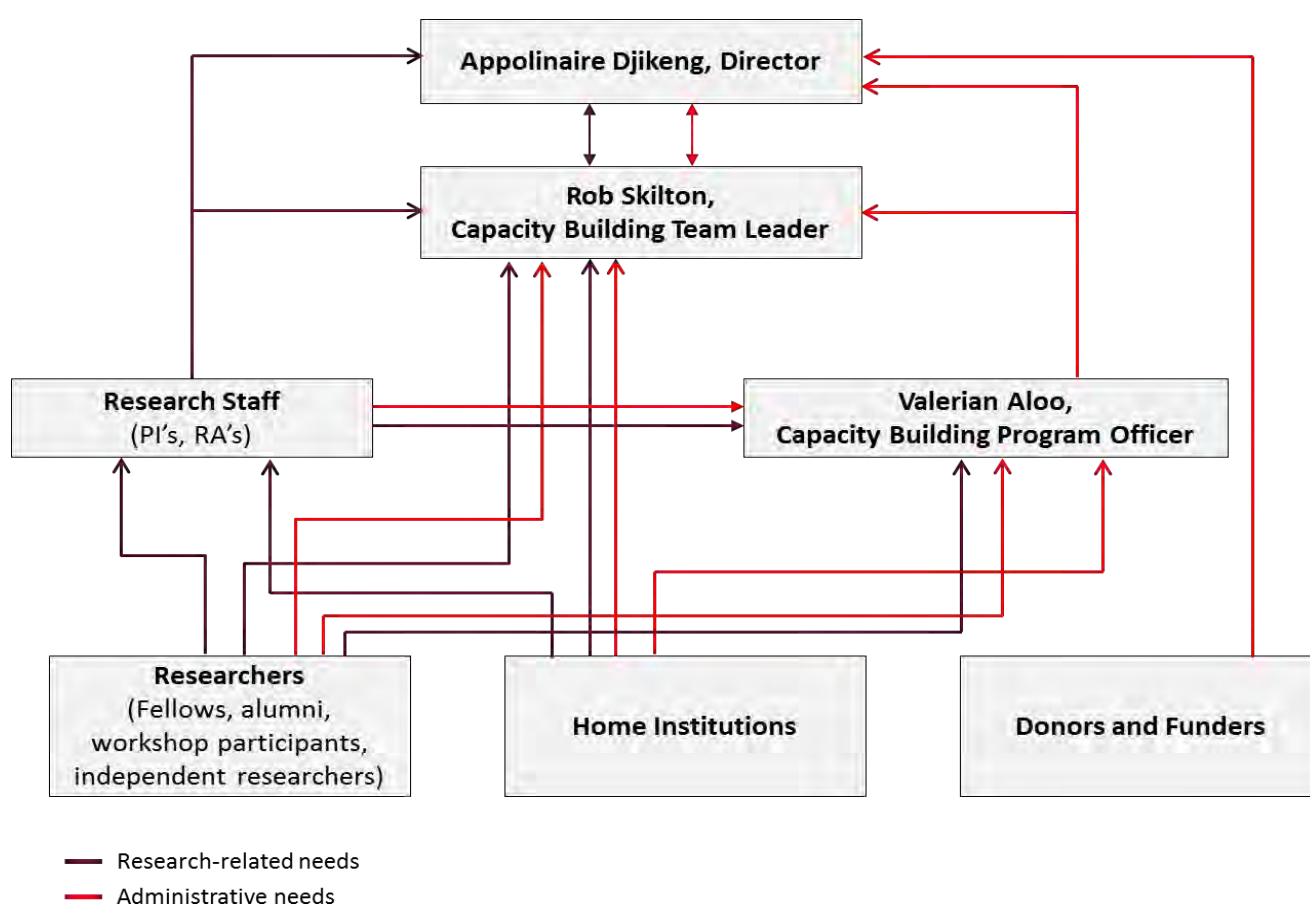 Appolinaire Djikeng, Director
Rob Skilton,
Capacity Building Team Leader
Research Staff
(PI's, RA's)
Valerian Aloo,
Capacity Building Program Officer
Researchers
(Fellows, alumni,
workshop participants,
independent researchers)
Home Institutions
Donors and Funders
Research-related needs
Administrative needs